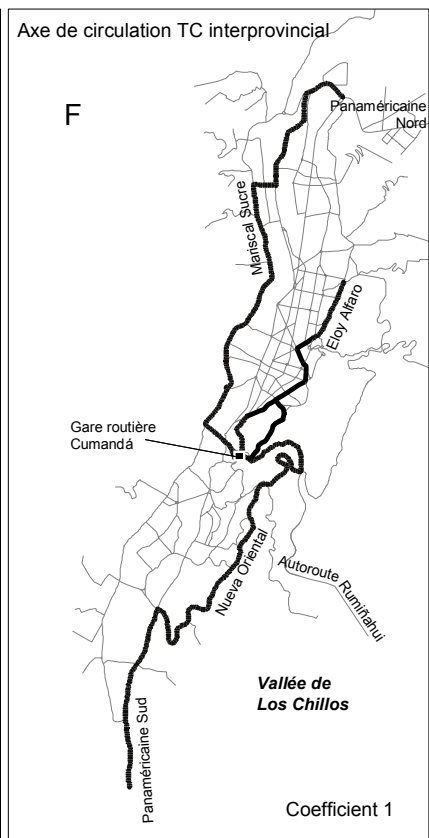 Axe de circulation TC interprovincial
F
Panaméricaine
Nord
Mariscal Sucre
Eloy Alfaro
Gare routière
Cumandá
Nueva Oriental
Autoroute Rumiñahui
Vallée de
Los Chillos
Panaméricaine Sud
Coefficient 1